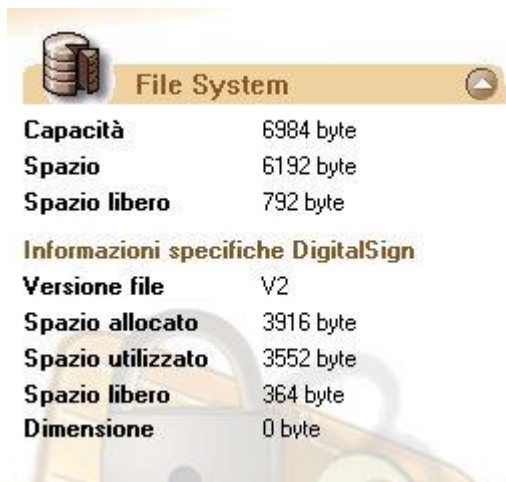 File System
Capacità 6984 byte
Spazio 6192 byte
Spazio libero 792 byte
Informazioni specifiche DigitalSign
Versione file V2
Spazio allocato 3916 byte
Spazio utilizzato 3552 byte
Spazio libero 364 byte
Dimensione 0 byte